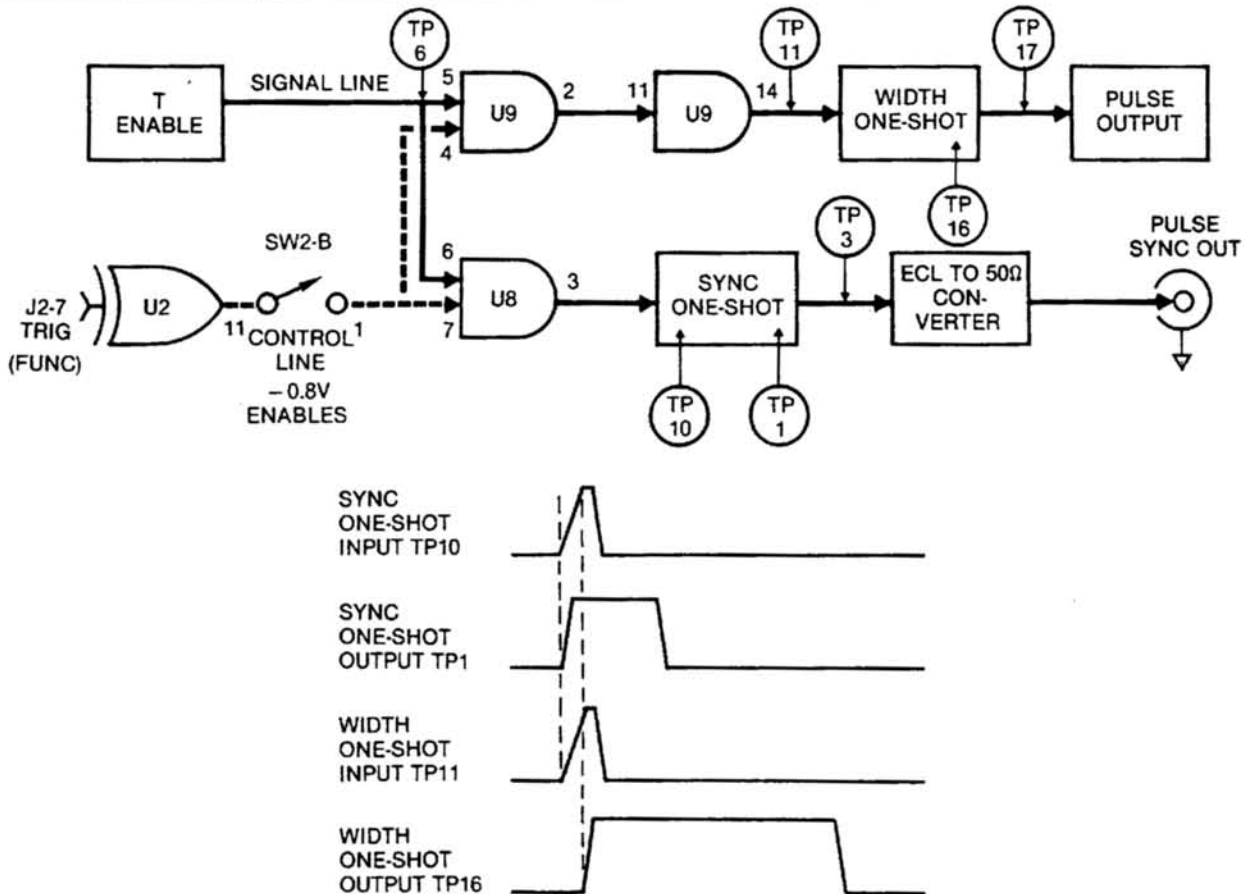 TP
6
TP
11
TP
17
T
ENABLE
SIGNAL LINE
5
4
U9
2
11
U9
14
WIDTH
ONE-SHOT
PULSE
OUTPUT
TP
16
J2-7
TRIG
(FUNC)
U2
11
SW2-B
1
CONTROL
LINE
– 0.8V
ENABLES
6
7
U8
3
SYNC
ONE-SHOT
TP
10
TP
1
TP
3
ECL TO 50Ω
CON-
VERTER
PULSE
SYNC OUT
SYNC
ONE-SHOT
INPUT TP10
SYNC
ONE-SHOT
OUTPUT TP1
WIDTH
ONE-SHOT
INPUT TP11
WIDTH
ONE-SHOT
OUTPUT TP16